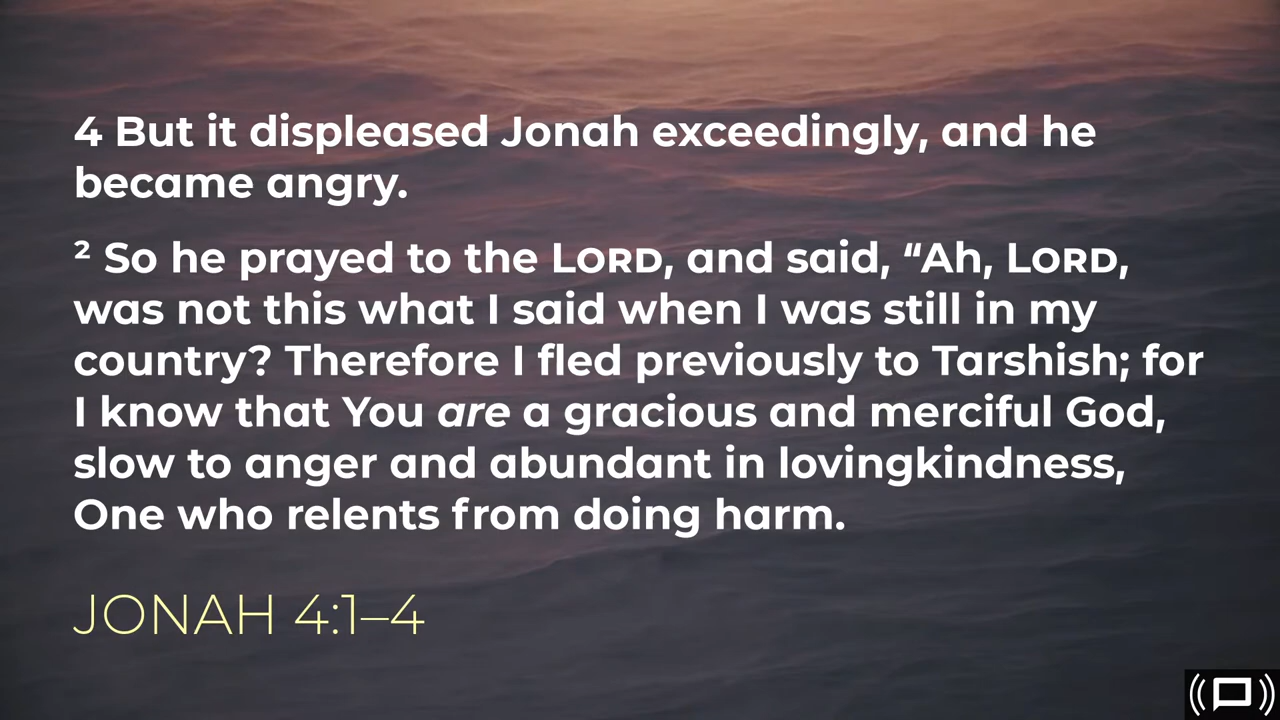 4 But it displeased Jonah exceedingly, and he
became angry.
² So he prayed to the LORD, and said, “Ah, LORD,
was not this what I said when I was still in my
country? Therefore I fled previously to Tarshish; for
I know that You are a gracious and merciful God,
slow to anger and abundant in lovingkindness,
One who relents from doing harm.
JONAH 4:1–4